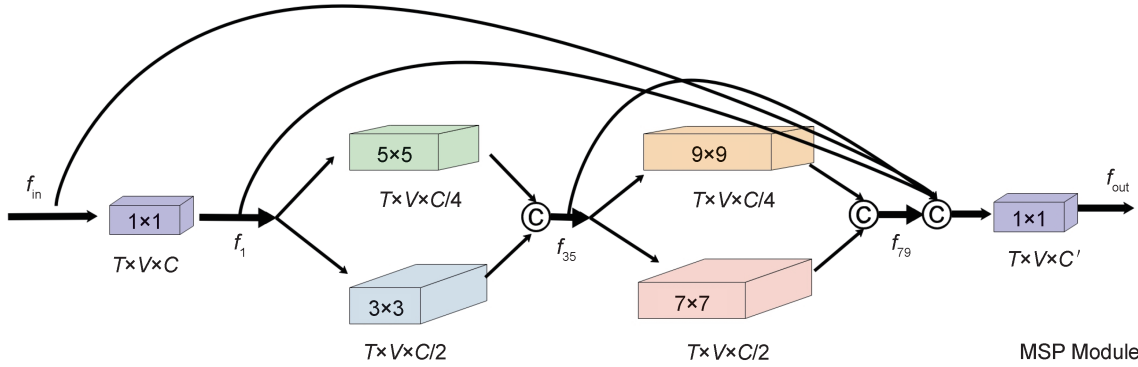 f_in
1×1
T×V×C
f_1
5×5
T×V×C/4
3×3
T×V×C/2
C
f_35
9×9
T×V×C/4
7×7
T×V×C/2
C
f_79
C
1×1
T×V×C′
f_out
MSP Module